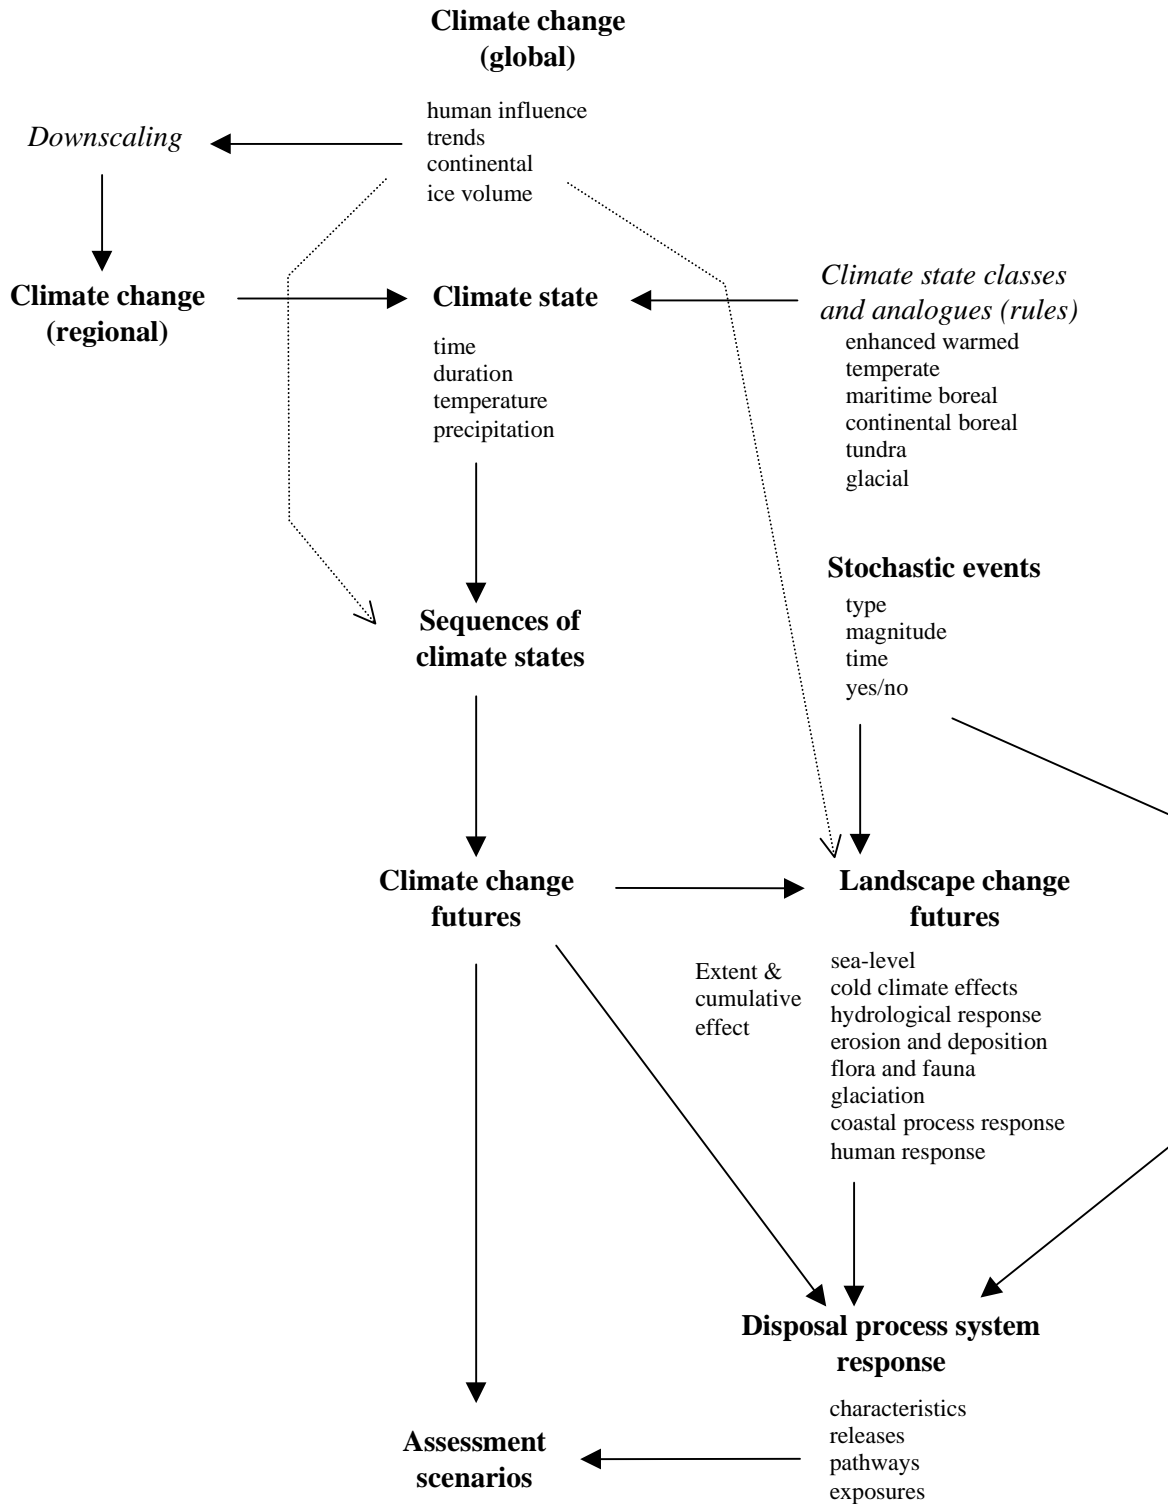 Climate change
(global)
human influence
trends
continental
ice volume
Downscaling
Climate change
(regional)
Climate state
time
duration
temperature
precipitation
Climate state classes
and analogues (rules)
enhanced warmed
temperate
maritime boreal
continental boreal
tundra
glacial
Stochastic events
type
magnitude
time
yes/no
Sequences of
climate states
Climate change
futures
Landscape change
futures
Extent &
cumulative
effect
sea-level
cold climate effects
hydrological response
erosion and deposition
flora and fauna
glaciation
coastal process response
human response
Disposal process system
response
characteristics
releases
pathways
exposures
Assessment
scenarios